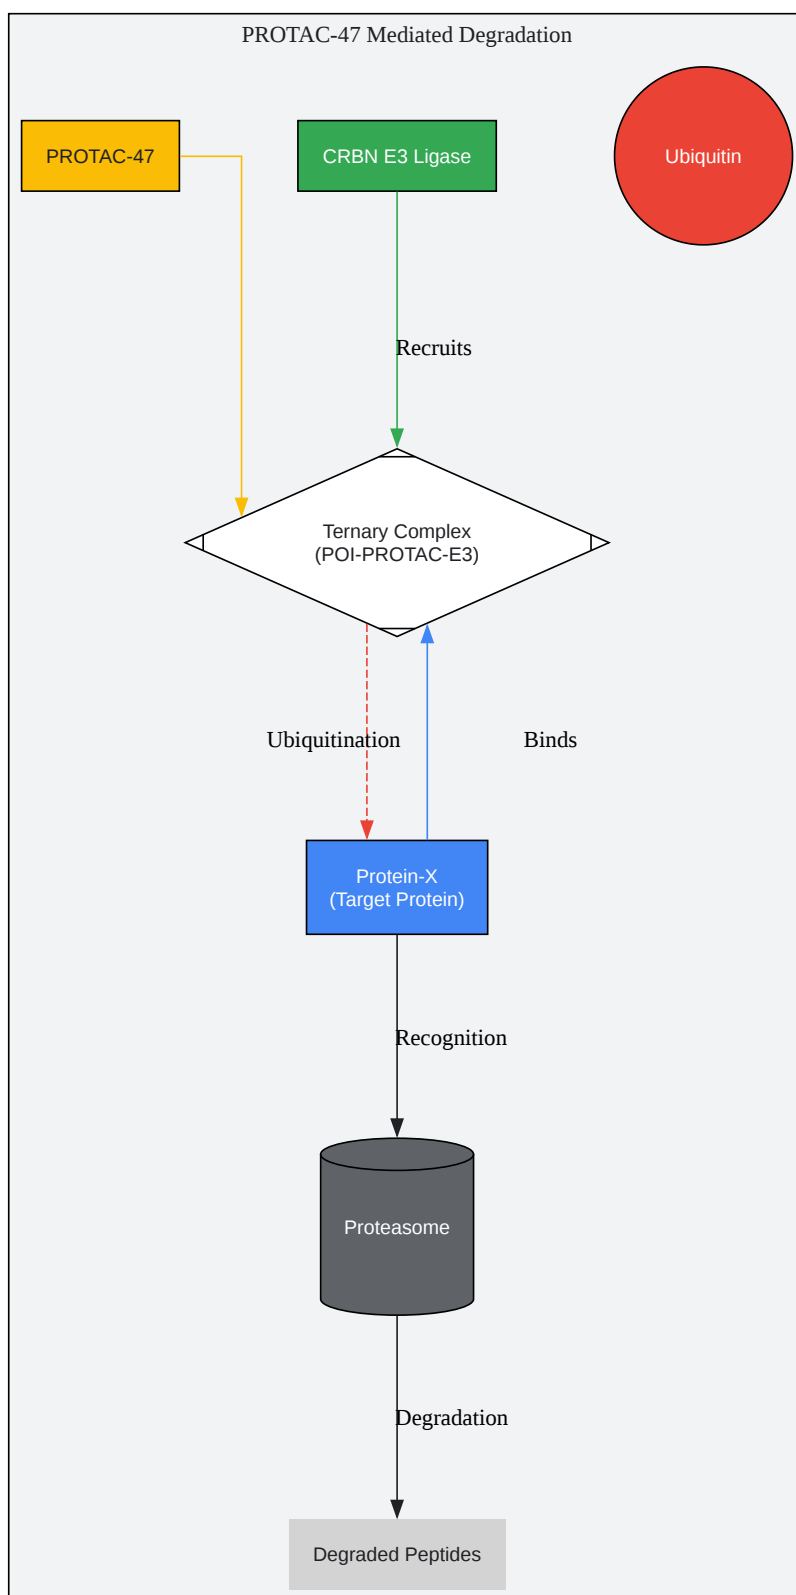 PROTAC-47 Mediated Degradation
PROTAC-47
CRBN E3 Ligase
Ubiquitin
Recruits
Ternary Complex
(POI-PROTAC-E3)
Ubiquitination
Binds
Protein-X
(Target Protein)
Recognition
Proteasome
Degradation
Degraded Peptides